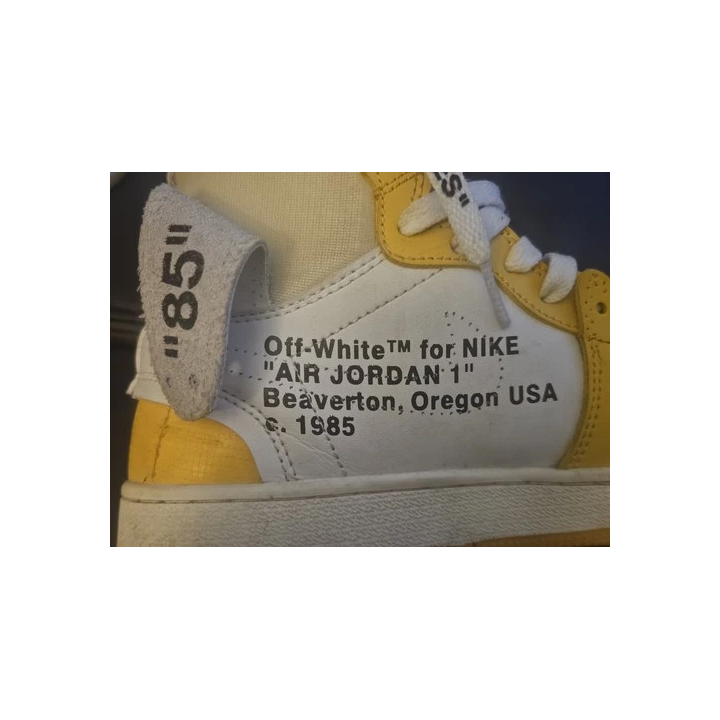 "85"
Off-White™ for NIKE
"AIR JORDAN 1"
Beaverton, Oregon USA
c. 1985